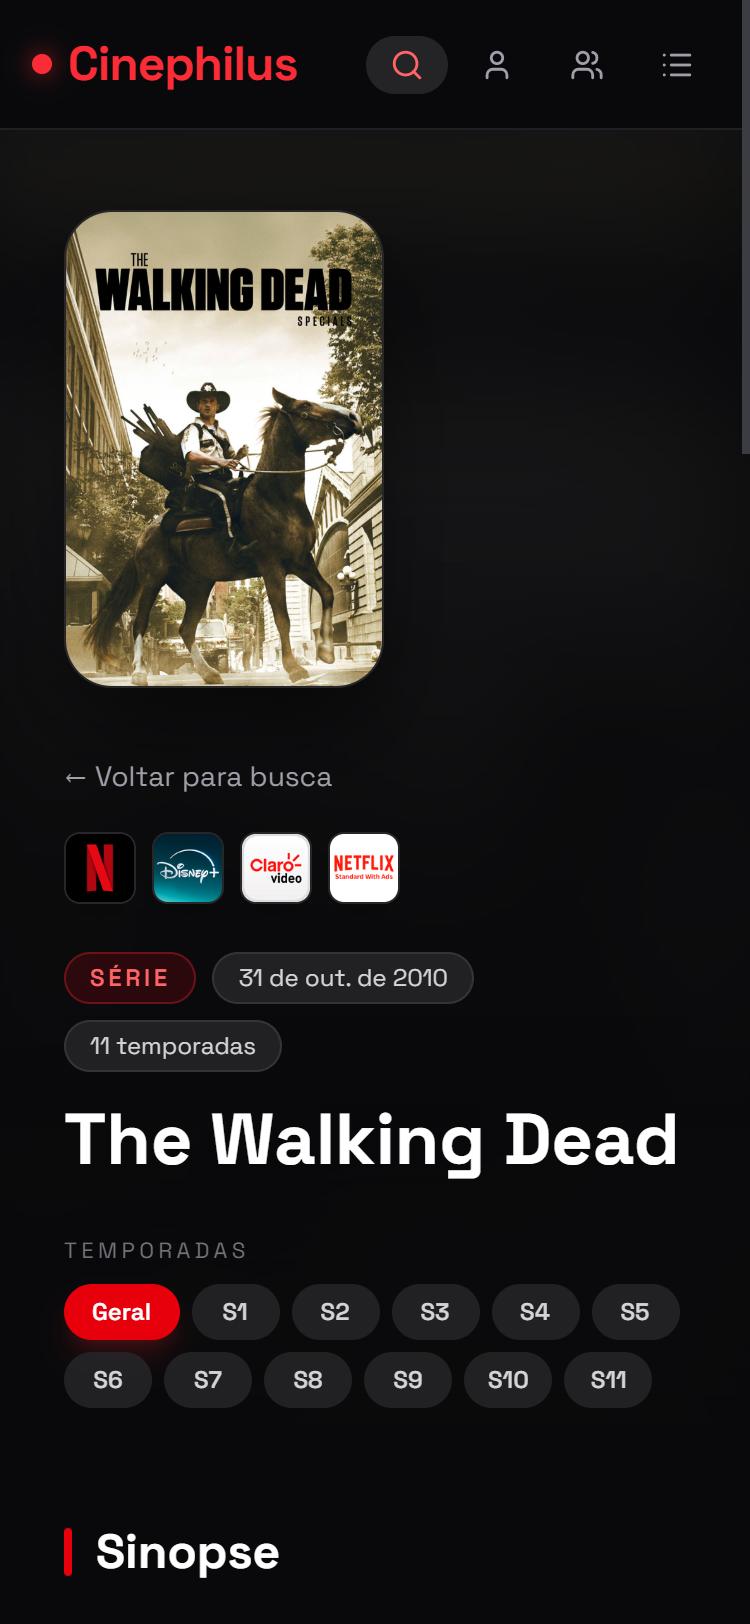 Cinephilus
THE
WALKING DEAD
SPECIALS
← Voltar para busca
N
Disney+
Claro
video
NETFLIX
Standard With Ads
SÉRIE
31 de out. de 2010
11 temporadas
The Walking Dead
TEMPORADAS
Geral S1 S2 S3 S4 S5
S6 S7 S8 S9 S10 S11
Sinopse